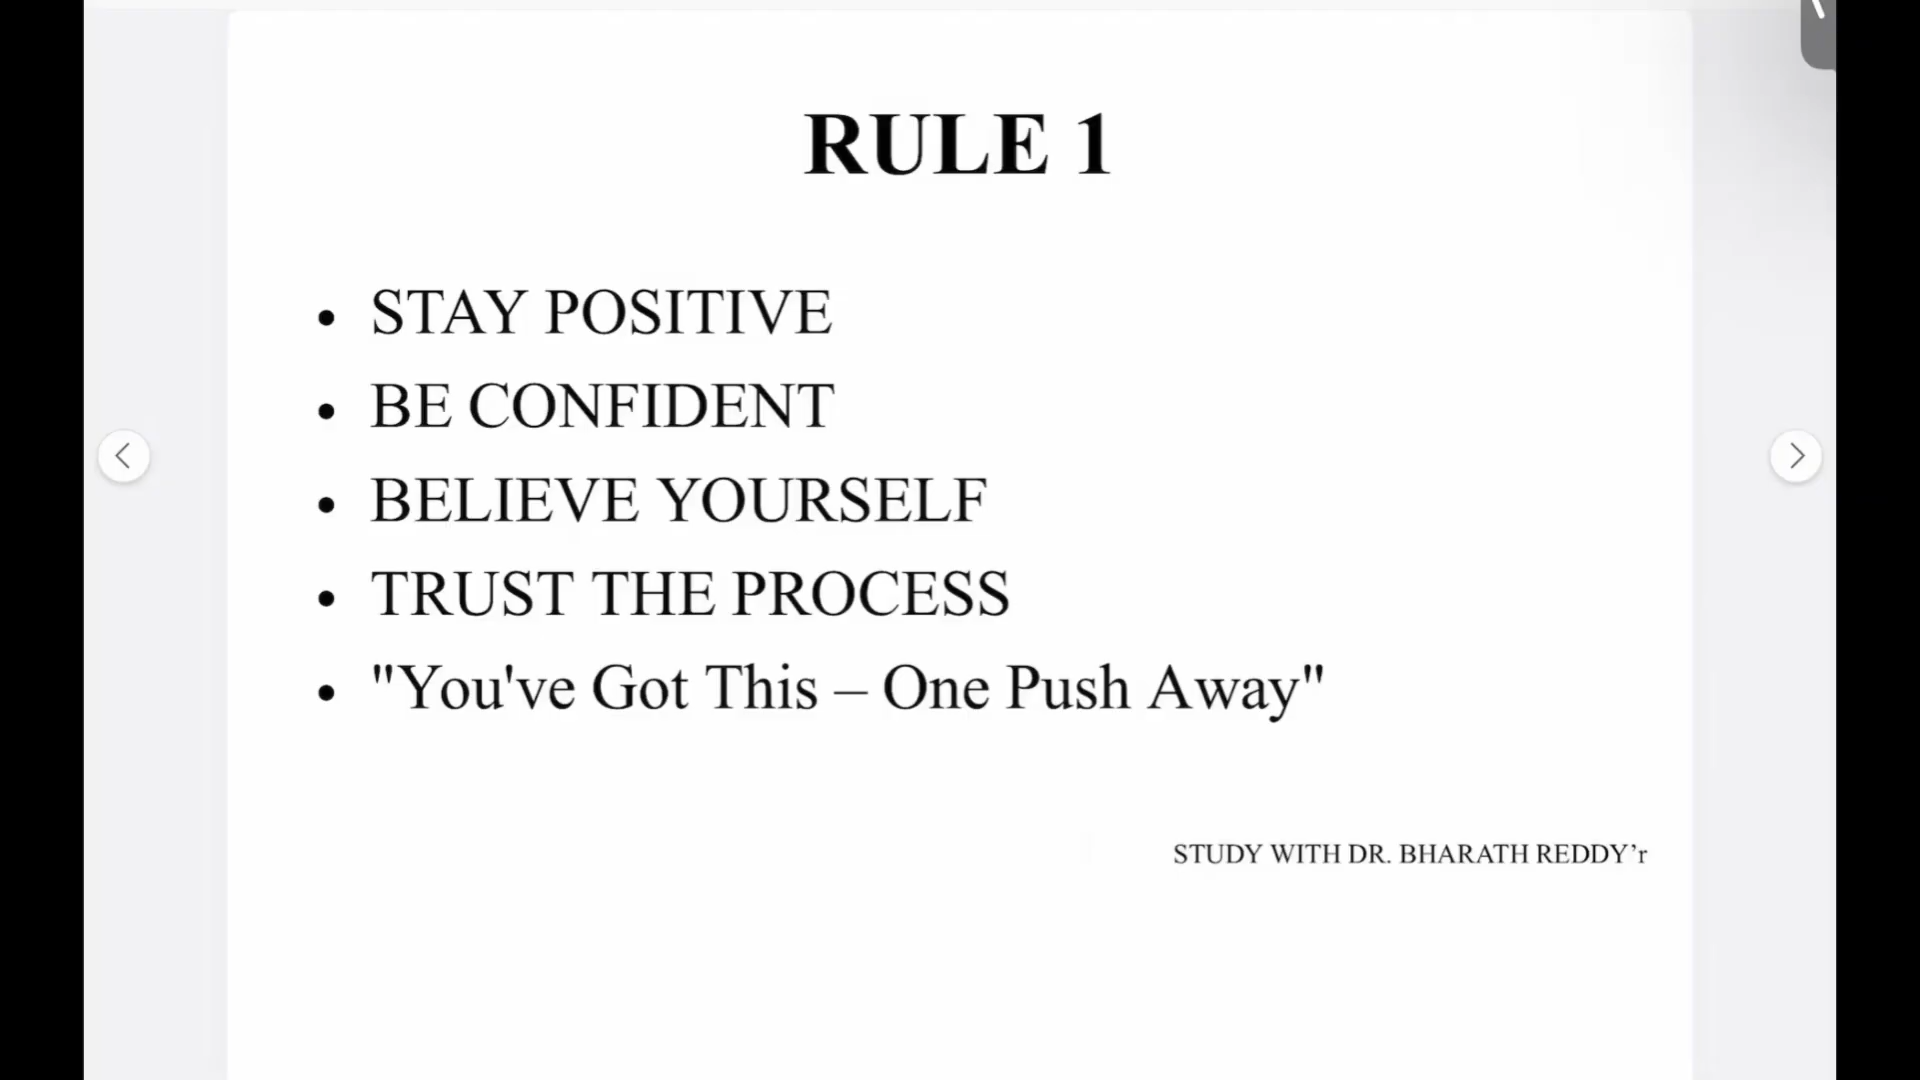 RULE 1
• STAY POSITIVE
• BE CONFIDENT
• BELIEVE YOURSELF
• TRUST THE PROCESS
• "You've Got This – One Push Away"
STUDY WITH DR. BHARATH REDDY’r